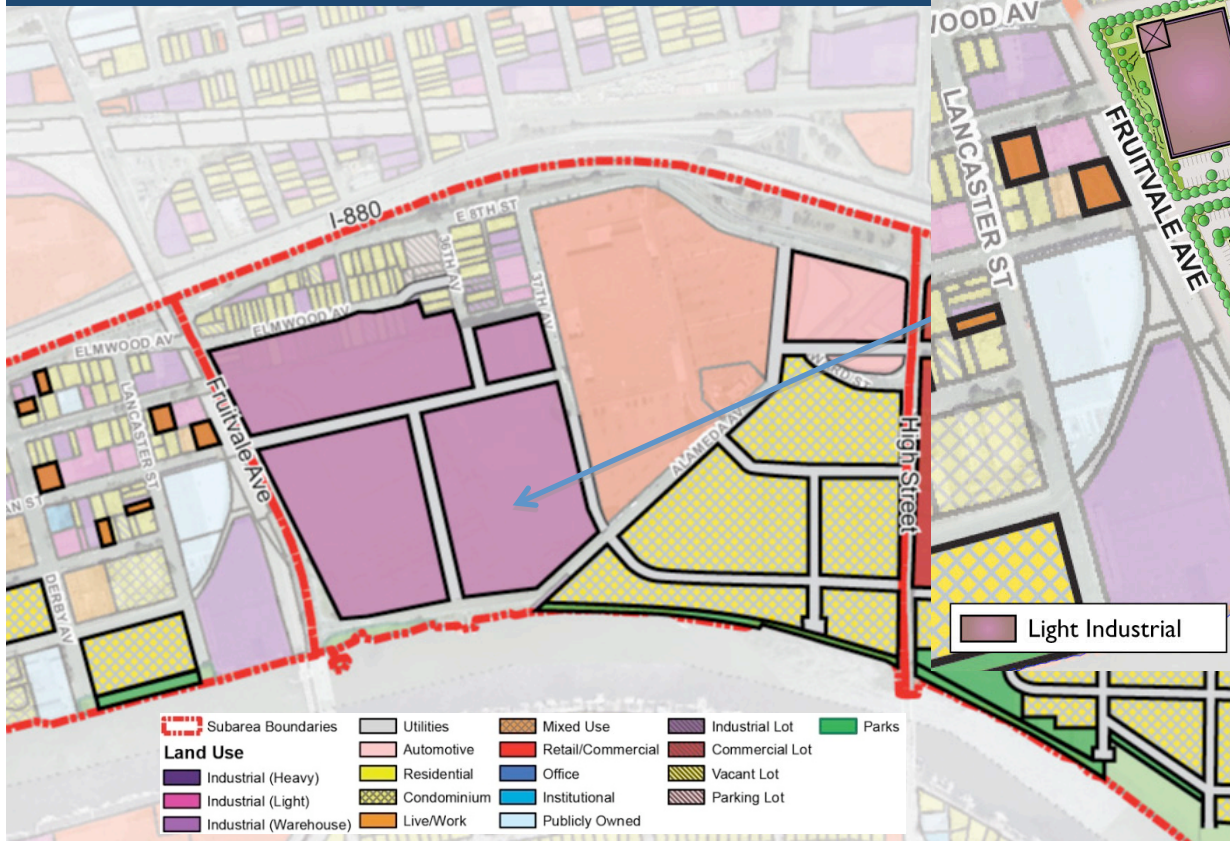 I-880
E 8TH ST
36TH AV
37TH AV
ELMWOOD AV
ELMWOOD AV
LANCASTER ST
Fruitvale Ave
ALAMEDA AV
High Street
AN ST
DERBY AV
WOOD AV
LANCASTER ST
FRUITVALE AVE
Light Industrial
Subarea Boundaries
Land Use
Industrial (Heavy)
Industrial (Light)
Industrial (Warehouse)
Utilities
Automotive
Residential
Condominium
Live/Work
Mixed Use
Retail/Commercial
Office
Institutional
Publicly Owned
Industrial Lot
Commercial Lot
Vacant Lot
Parking Lot
Parks